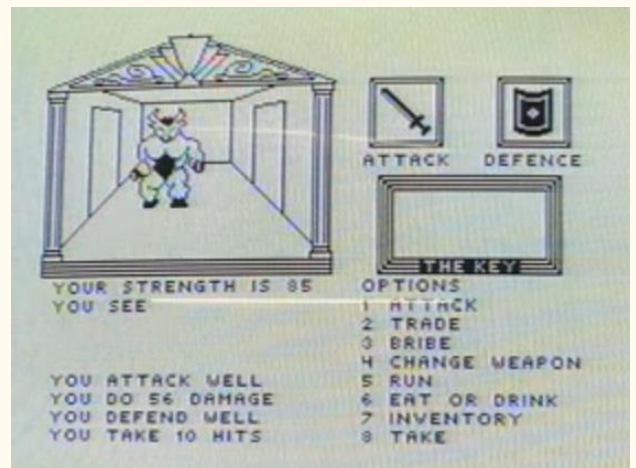 ATTACK
DEFENCE
THE KEY
YOUR STRENGTH IS 85
YOU SEE
YOU ATTACK WELL
YOU DO 56 DAMAGE
YOU DEFEND WELL
YOU TAKE 10 HITS
OPTIONS
1 ATTACK
2 TRADE
3 BRIBE
4 CHANGE WEAPON
5 RUN
6 EAT OR DRINK
7 INVENTORY
8 TAKE